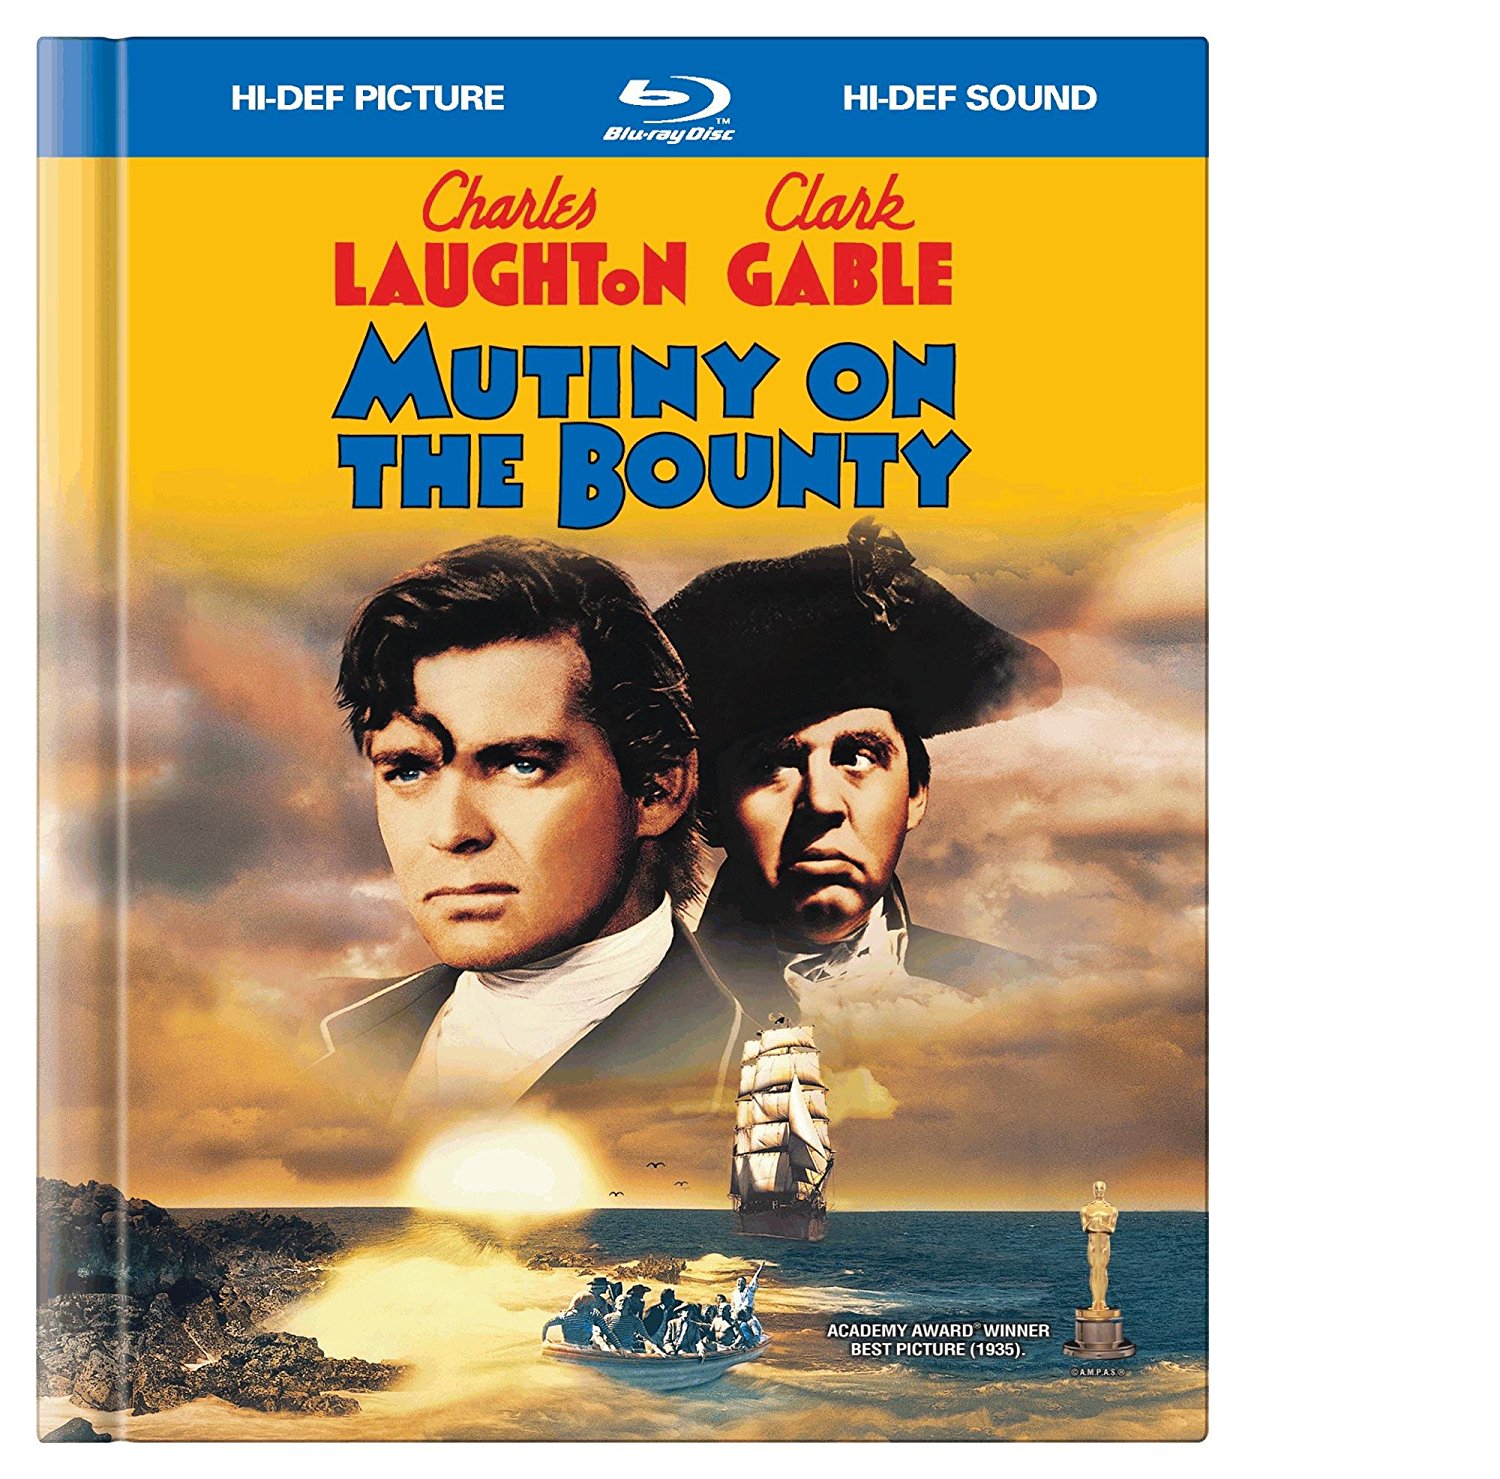 HI-DEF PICTURE
Blu-ray Disc™
HI-DEF SOUND
Charles Clark
LAUGHTON GABLE
MUTINY ON
THE BOUNTY
ACADEMY AWARD® WINNER
BEST PICTURE (1935).
©A.M.P.A.S.®